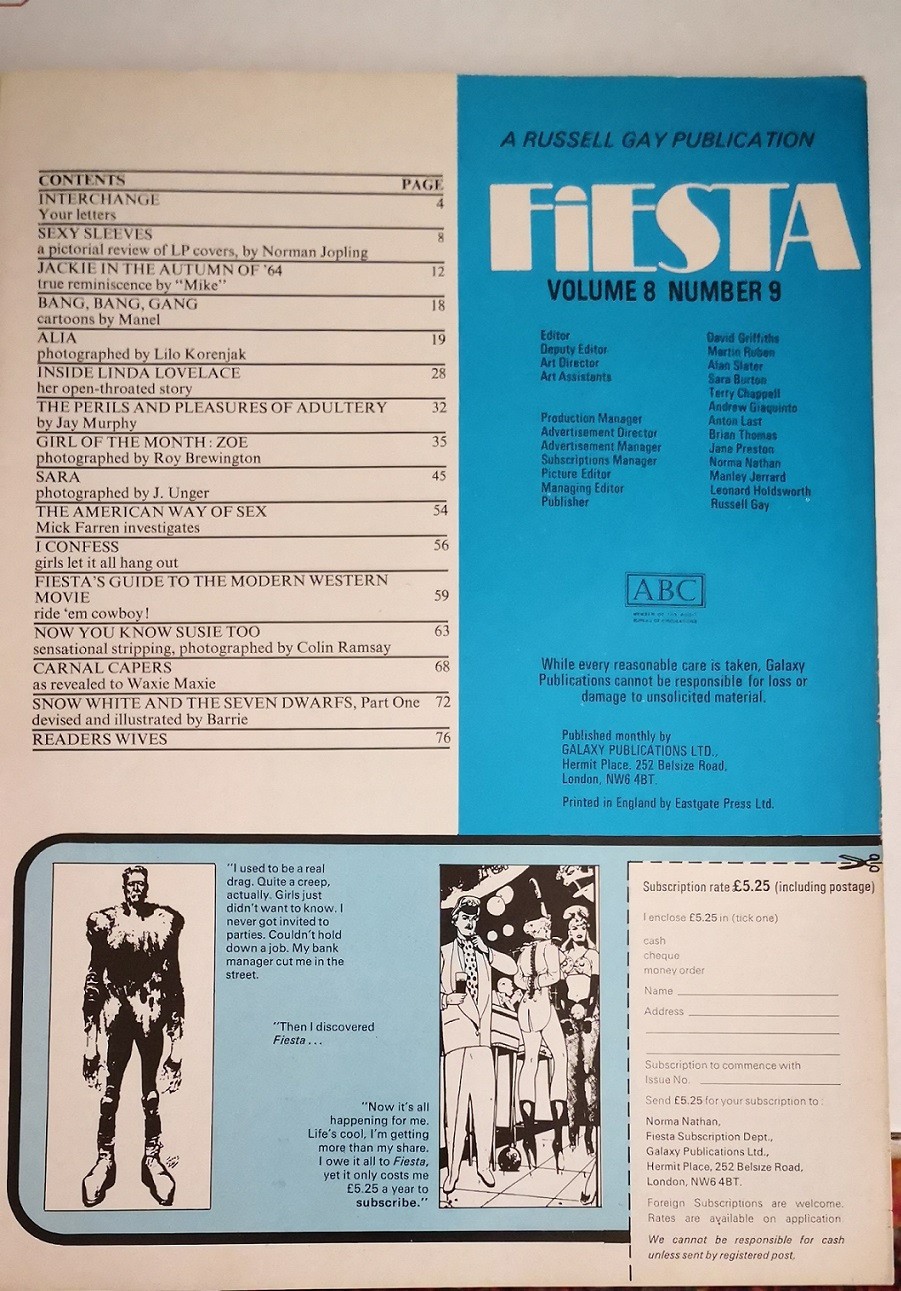 CONTENTS PAGE
INTERCHANGE 4
Your letters
SEXY SLEEVES 8
a pictorial review of LP covers, by Norman Jopling
JACKIE IN THE AUTUMN OF '64 12
true reminiscence by "Mike"
BANG, BANG, GANG 18
cartoons by Manel
ALIA 19
photographed by Lilo Korenjak
INSIDE LINDA LOVELACE 28
her open-throated story
THE PERILS AND PLEASURES OF ADULTERY 32
by Jay Murphy
GIRL OF THE MONTH: ZOE 35
photographed by Roy Brewington
SARA 45
photographed by J. Unger
THE AMERICAN WAY OF SEX 54
Mick Farren investigates
I CONFESS 56
girls let it all hang out
FIESTA'S GUIDE TO THE MODERN WESTERN
MOVIE 59
ride 'em cowboy!
NOW YOU KNOW SUSIE TOO 63
sensational stripping, photographed by Colin Ramsay
CARNAL CAPERS 68
as revealed to Waxie Maxie
SNOW WHITE AND THE SEVEN DWARFS, Part One 72
devised and illustrated by Barrie
READERS WIVES 76
A RUSSELL GAY PUBLICATION
FiESTA
VOLUME 8 NUMBER 9
Editor David Griffiths
Deputy Editor Martin Ruben
Art Director Alan Slater
Art Assistants Sara Burton
Terry Chappell
Andrew Giaquinto
Production Manager Anton Last
Advertisement Director Brian Thomas
Advertisement Manager Jane Preston
Subscriptions Manager Norma Nathan
Picture Editor Manley Jerrard
Managing Editor Leonard Holdsworth
Publisher Russell Gay
ABC
MEMBER OF THE AUDIT
BUREAU OF CIRCULATIONS
While every reasonable care is taken, Galaxy
Publications cannot be responsible for loss or
damage to unsolicited material.
Published monthly by
GALAXY PUBLICATIONS LTD.,
Hermit Place. 252 Belsize Road,
London, NW6 4BT.
Printed in England by Eastgate Press Ltd.
"I used to be a real
drag. Quite a creep,
actually. Girls just
didn't want to know. I
never got invited to
parties. Couldn't hold
down a job. My bank
manager cut me in the
street.
"Then I discovered
Fiesta . . .
"Now it's all
happening for me.
Life's cool, I'm getting
more than my share.
I owe it all to Fiesta,
yet it only costs me
£5.25 a year to
subscribe."
Subscription rate £5.25 (including postage)
I enclose £5.25 in (tick one)
cash
cheque
money order
Name
Address
Subscription to commence with
Issue No.
Send £5.25 for your subscription to:
Norma Nathan,
Fiesta Subscription Dept.,
Galaxy Publications Ltd.,
Hermit Place, 252 Belsize Road,
London, NW6 4BT.
Foreign Subscriptions are welcome.
Rates are available on application
We cannot be responsible for cash
unless sent by registered post.